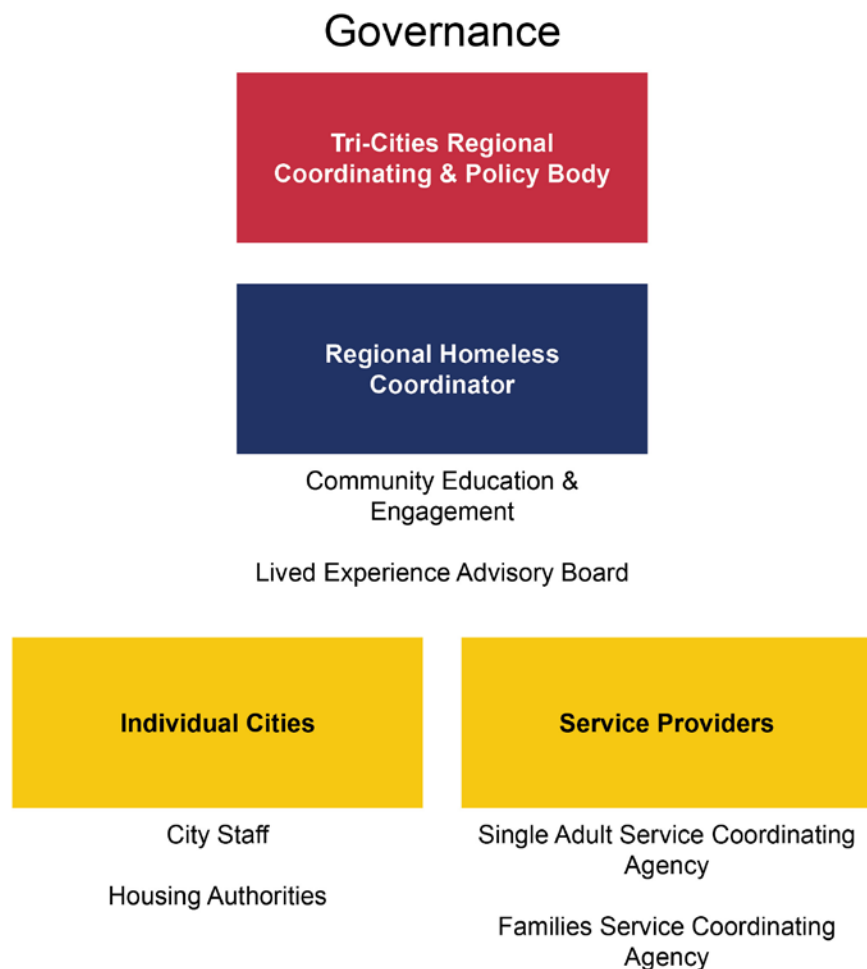 Governance
Tri-Cities Regional
Coordinating & Policy Body
Regional Homeless
Coordinator
Community Education &
Engagement
Lived Experience Advisory Board
Individual Cities
City Staff
Housing Authorities
Service Providers
Single Adult Service Coordinating
Agency
Families Service Coordinating
Agency